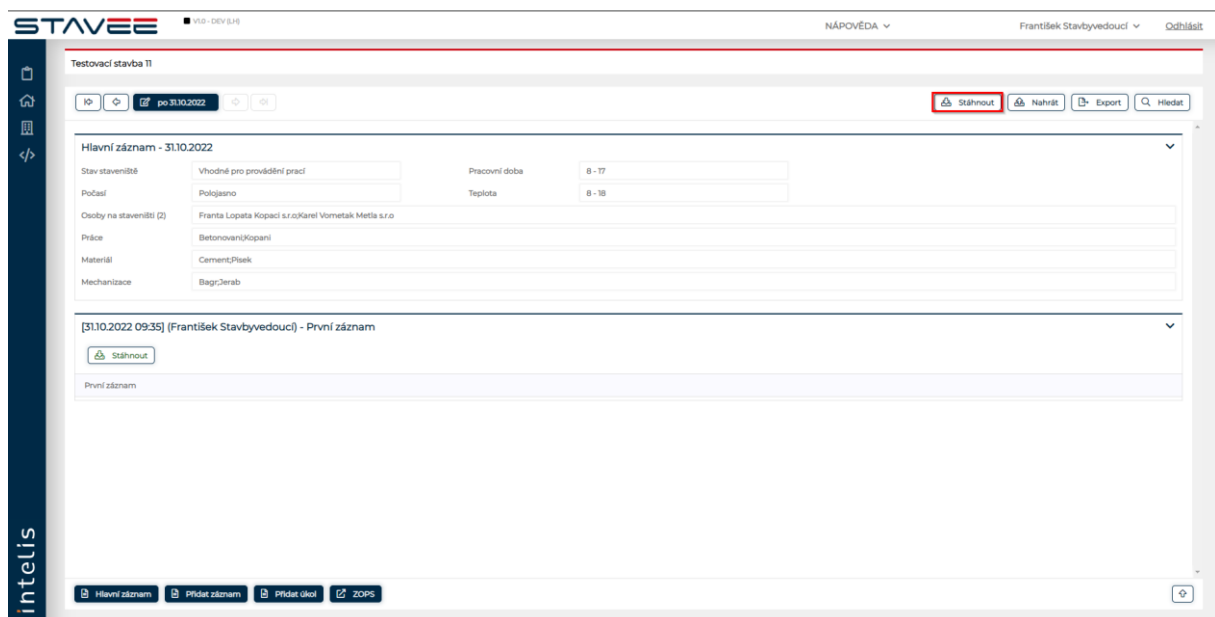 STAVEE
V1.0 - DEV (LH)
NÁPOVĚDA
František Stavbyvedoucí
Odhlásit
Testovací stavba 11
po 31.10.2022
Stáhnout
Nahrát
Export
Hledat
Hlavní záznam - 31.10.2022
Stav staveniště Vhodné pro provádění prací Pracovní doba 8 - 17
Počasí Polojasno Teplota 8 - 18
Osoby na staveništi (2) Franta Lopata Kopaci s.r.o;Karel Vometak Metla s.r.o
Práce Betonovani;Kopani
Materiál Cement;Pisek
Mechanizace Bagr;Jerab
[31.10.2022 09:35] (František Stavbyvedoucí) - První záznam
Stáhnout
První záznam
Hlavní záznam
Přidat záznam
Přidat úkol
ZOPS
intelis